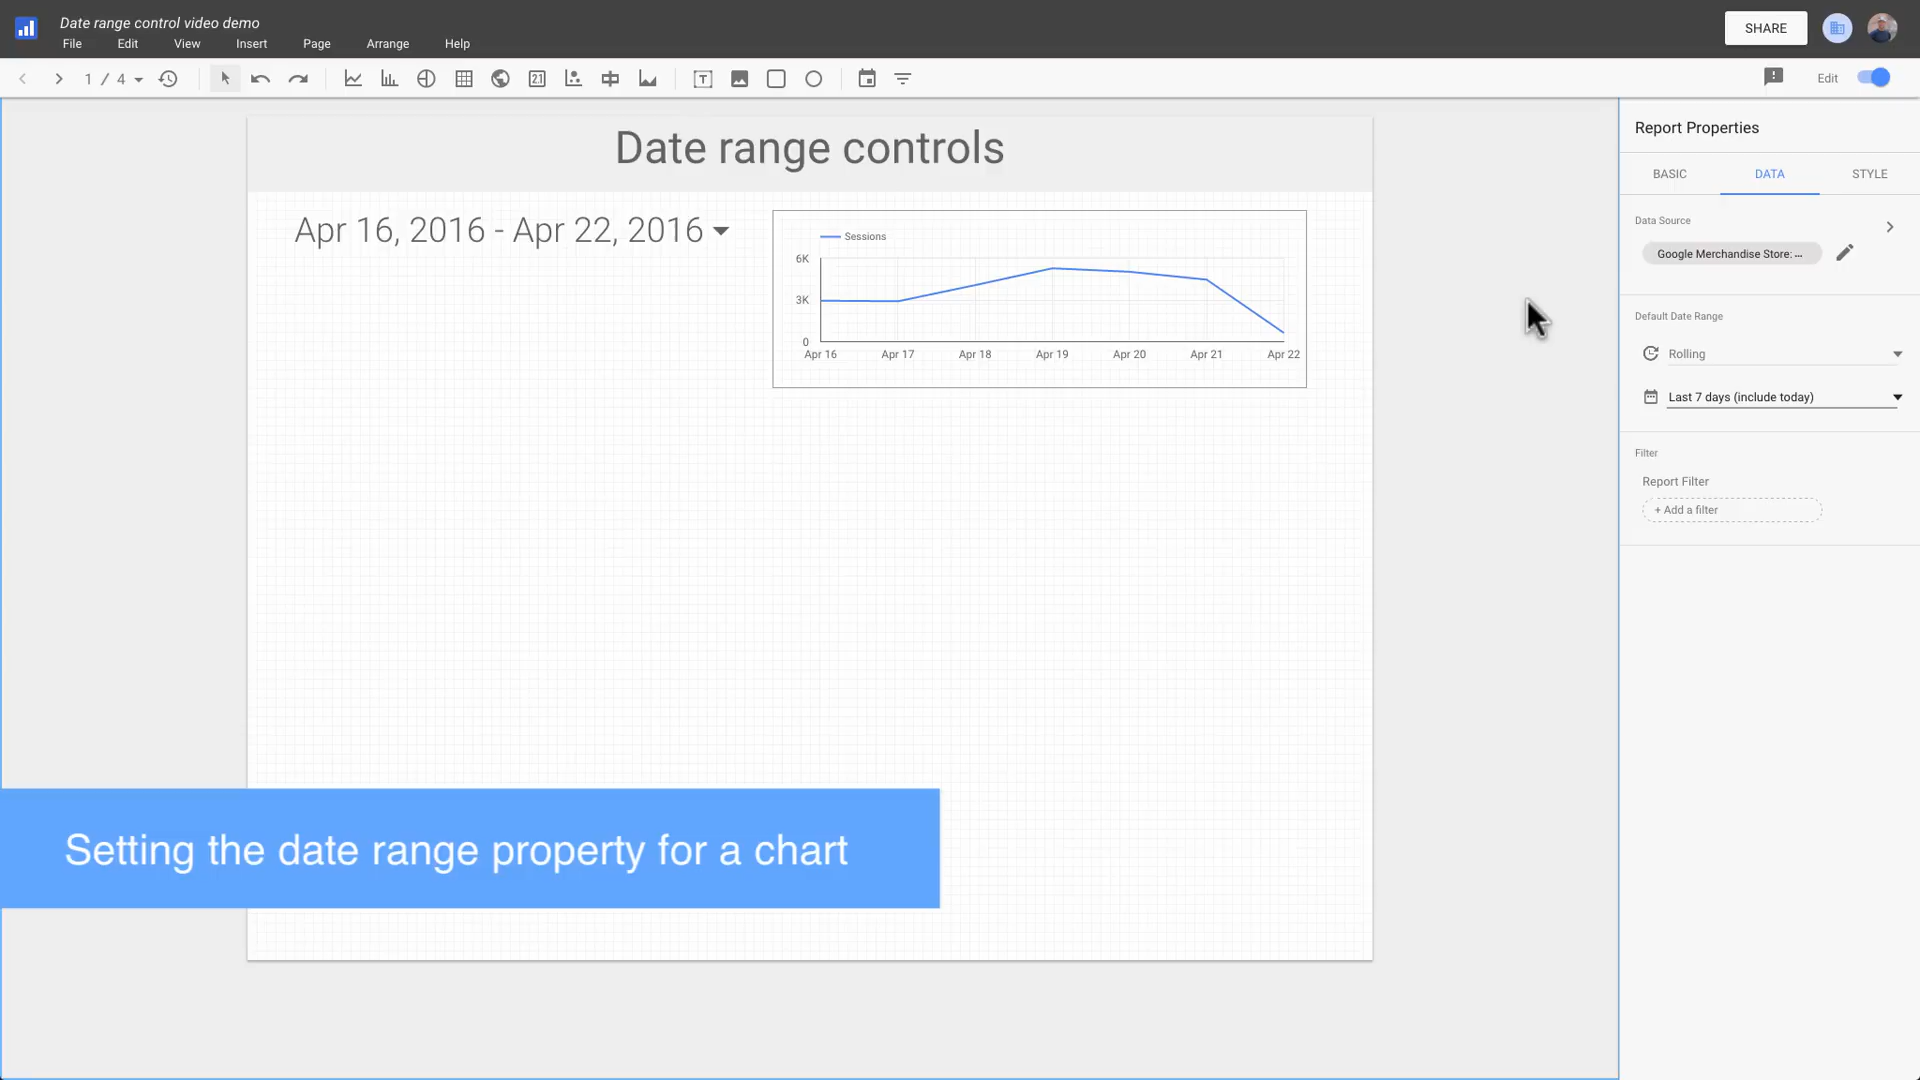 Date range control video demo
File Edit View Insert Page Arrange Help
SHARE
1 / 4
Edit
Date range controls
Apr 16, 2016 - Apr 22, 2016
Sessions
6K
3K
0
Apr 16 Apr 17 Apr 18 Apr 19 Apr 20 Apr 21 Apr 22
Setting the date range property for a chart
Report Properties
BASIC DATA STYLE
Data Source
Google Merchandise Store: ...
Default Date Range
Rolling
Last 7 days (include today)
Filter
Report Filter
+ Add a filter